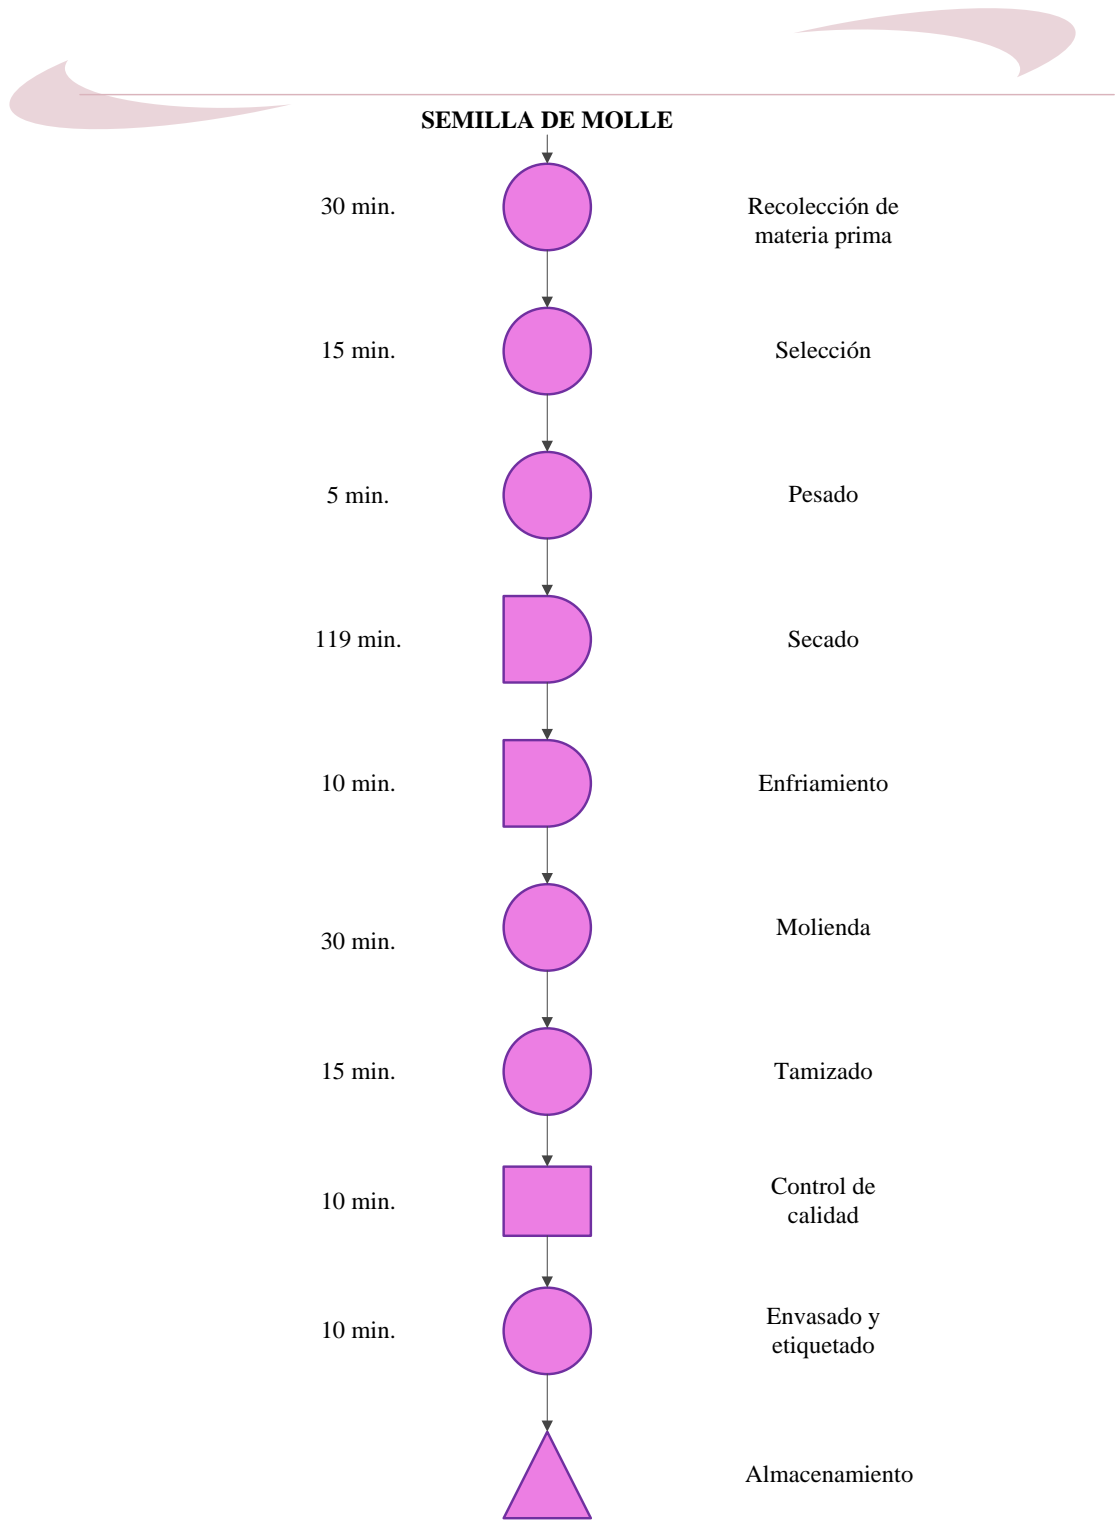 SEMILLA DE MOLLE
30 min.
Recolección de
materia prima
15 min.
Selección
5 min.
Pesado
119 min.
Secado
10 min.
Enfriamiento
30 min.
Molienda
15 min.
Tamizado
10 min.
Control de
calidad
10 min.
Envasado y
etiquetado
Almacenamiento